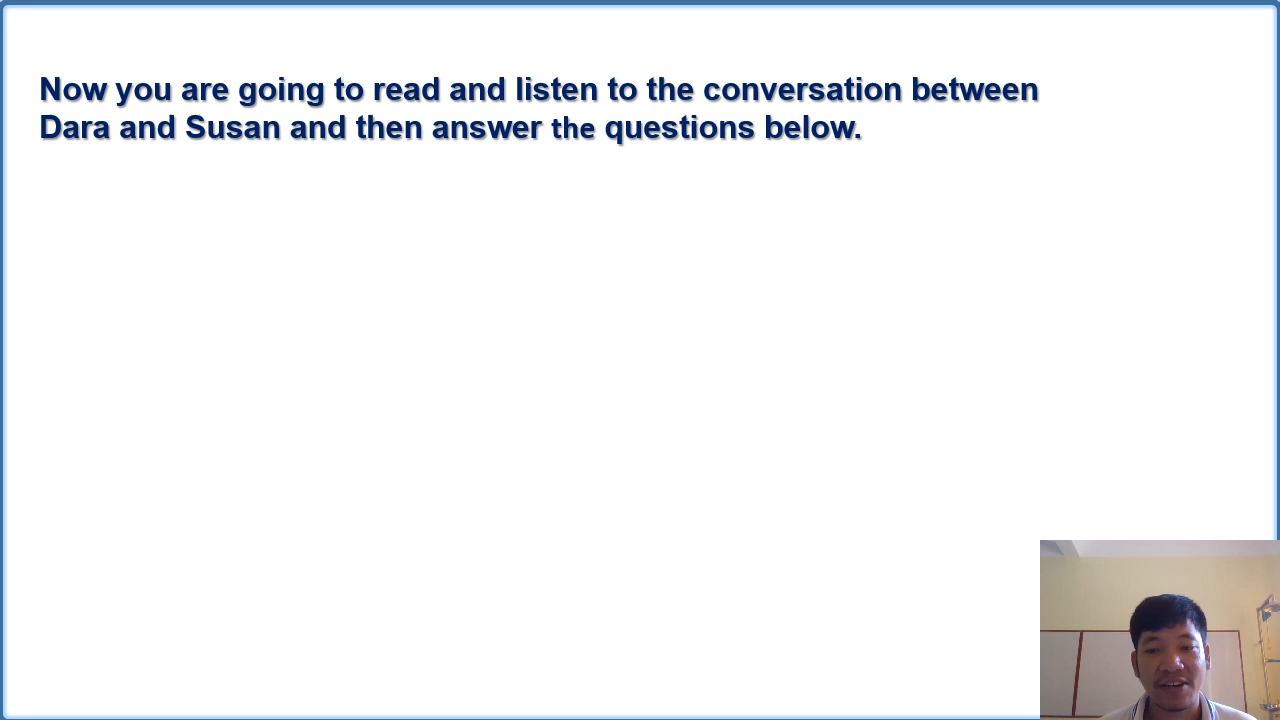 Now you are going to read and listen to the conversation between
Dara and Susan and then answer the questions below.